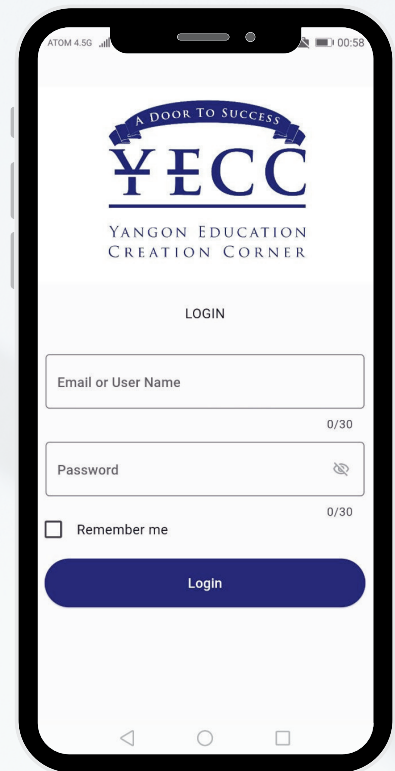 ATOM 4.5G
00:58
A DOOR TO SUCCESS
YECC
YANGON EDUCATION
CREATION CORNER
LOGIN
Email or User Name
0/30
Password
0/30
Remember me
Login